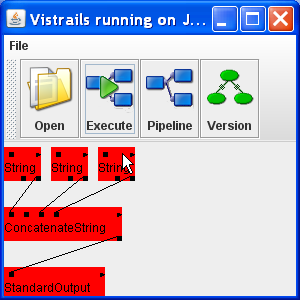 Vistrails running on J...
File
Open Execute Pipeline Version
String String String
ConcatenateString
StandardOutput